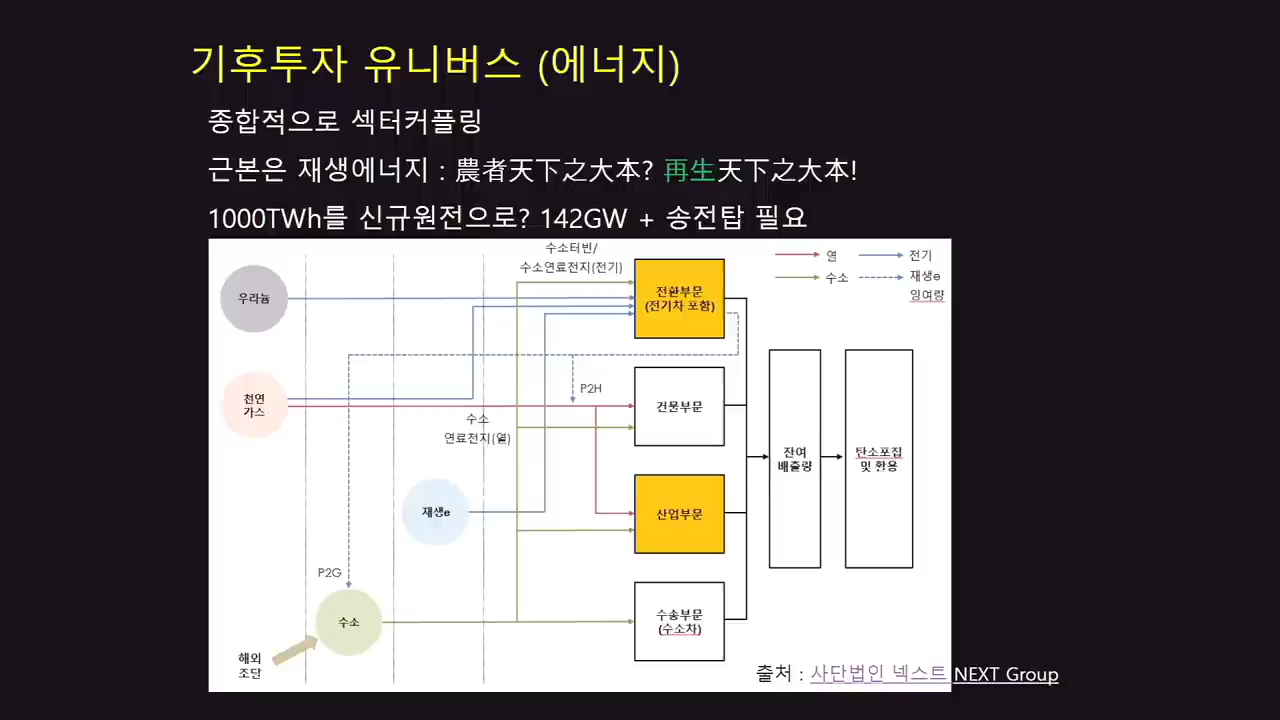 기후투자 유니버스 (에너지)
종합적으로 섹터커플링
근본은 재생에너지 : 農者天下之大本? 再生天下之大本!
1000TWh를 신규원전으로? 142GW + 송전탑 필요
수소터빈/
수소연료전지(전기)
열
전기
수소
재생e
잉여량
우라늄
전환부문
(전기차 포함)
천연
가스
P2H
건물부문
수소
연료전지(열)
잔여
배출량
탄소포집
및 활용
재생e
산업부문
P2G
수소
수송부문
(수소차)
해외
조달
출처 : 사단법인 넥스트 NEXT Group